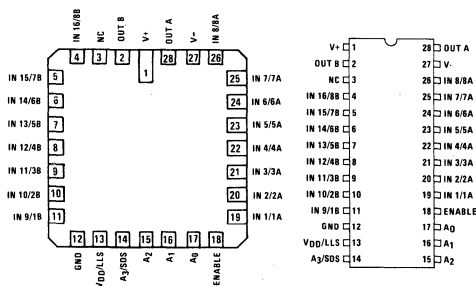 IN 16/8B NC OUT B V+ OUT A V- IN 8/8A
4 3 2 1 28 27 26
IN 15/7B 5 25 IN 7/7A
IN 14/6B 6 24 IN 6/6A
IN 13/5B 7 23 IN 5/5A
IN 12/4B 8 22 IN 4/4A
IN 11/3B 9 21 IN 3/3A
IN 10/2B 10 20 IN 2/2A
IN 9/1B 11 19 IN 1/1A
12 13 14 15 16 17 18
GND VDD/LLS A3/SDS A2 A1 A0 ENABLE
V+ 1 28 OUT A
OUT B 2 27 V-
NC 3 26 IN 8/8A
IN 16/8B 4 25 IN 7/7A
IN 15/7B 5 24 IN 6/6A
IN 14/6B 6 23 IN 5/5A
IN 13/5B 7 22 IN 4/4A
IN 12/4B 8 21 IN 3/3A
IN 11/3B 9 20 IN 2/2A
IN 10/2B 10 19 IN 1/1A
IN 9/1B 11 18 ENABLE
GND 12 17 A0
VDD/LLS 13 16 A1
A3/SDS 14 15 A2